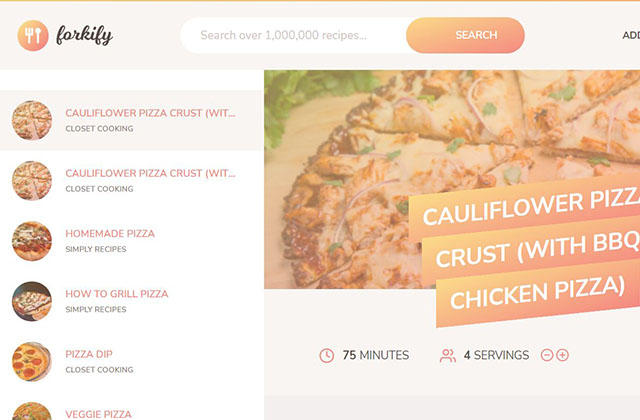 forkify
Search over 1,000,000 recipes...
SEARCH
ADD
CAULIFLOWER PIZZA CRUST (WIT...
CLOSET COOKING
CAULIFLOWER PIZZA CRUST (WIT...
CLOSET COOKING
HOMEMADE PIZZA
SIMPLY RECIPES
HOW TO GRILL PIZZA
SIMPLY RECIPES
PIZZA DIP
CLOSET COOKING
VEGGIE PIZZA
CAULIFLOWER PIZZA
CRUST (WITH BBQ
CHICKEN PIZZA)
75 MINUTES
4 SERVINGS